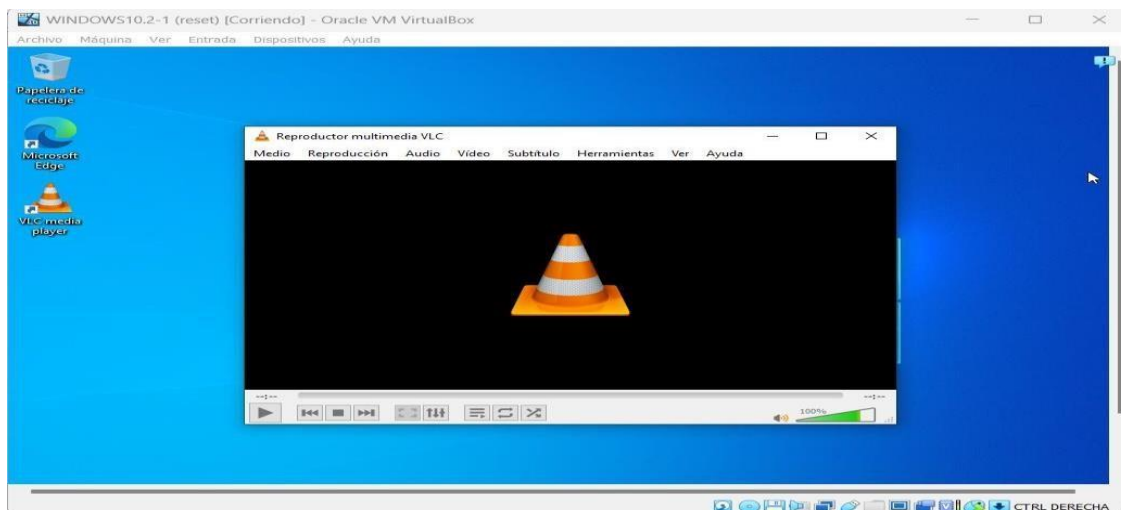 WINDOWS10.2-1 (reset) [Corriendo] - Oracle VM VirtualBox
Archivo Máquina Ver Entrada Dispositivos Ayuda
Papelera de
reciclaje
Microsoft
Edge
VLC media
player
Reproductor multimedia VLC
Medio Reproducción Audio Vídeo Subtítulo Herramientas Ver Ayuda
--:--
--:--
100%
CTRL DERECHA